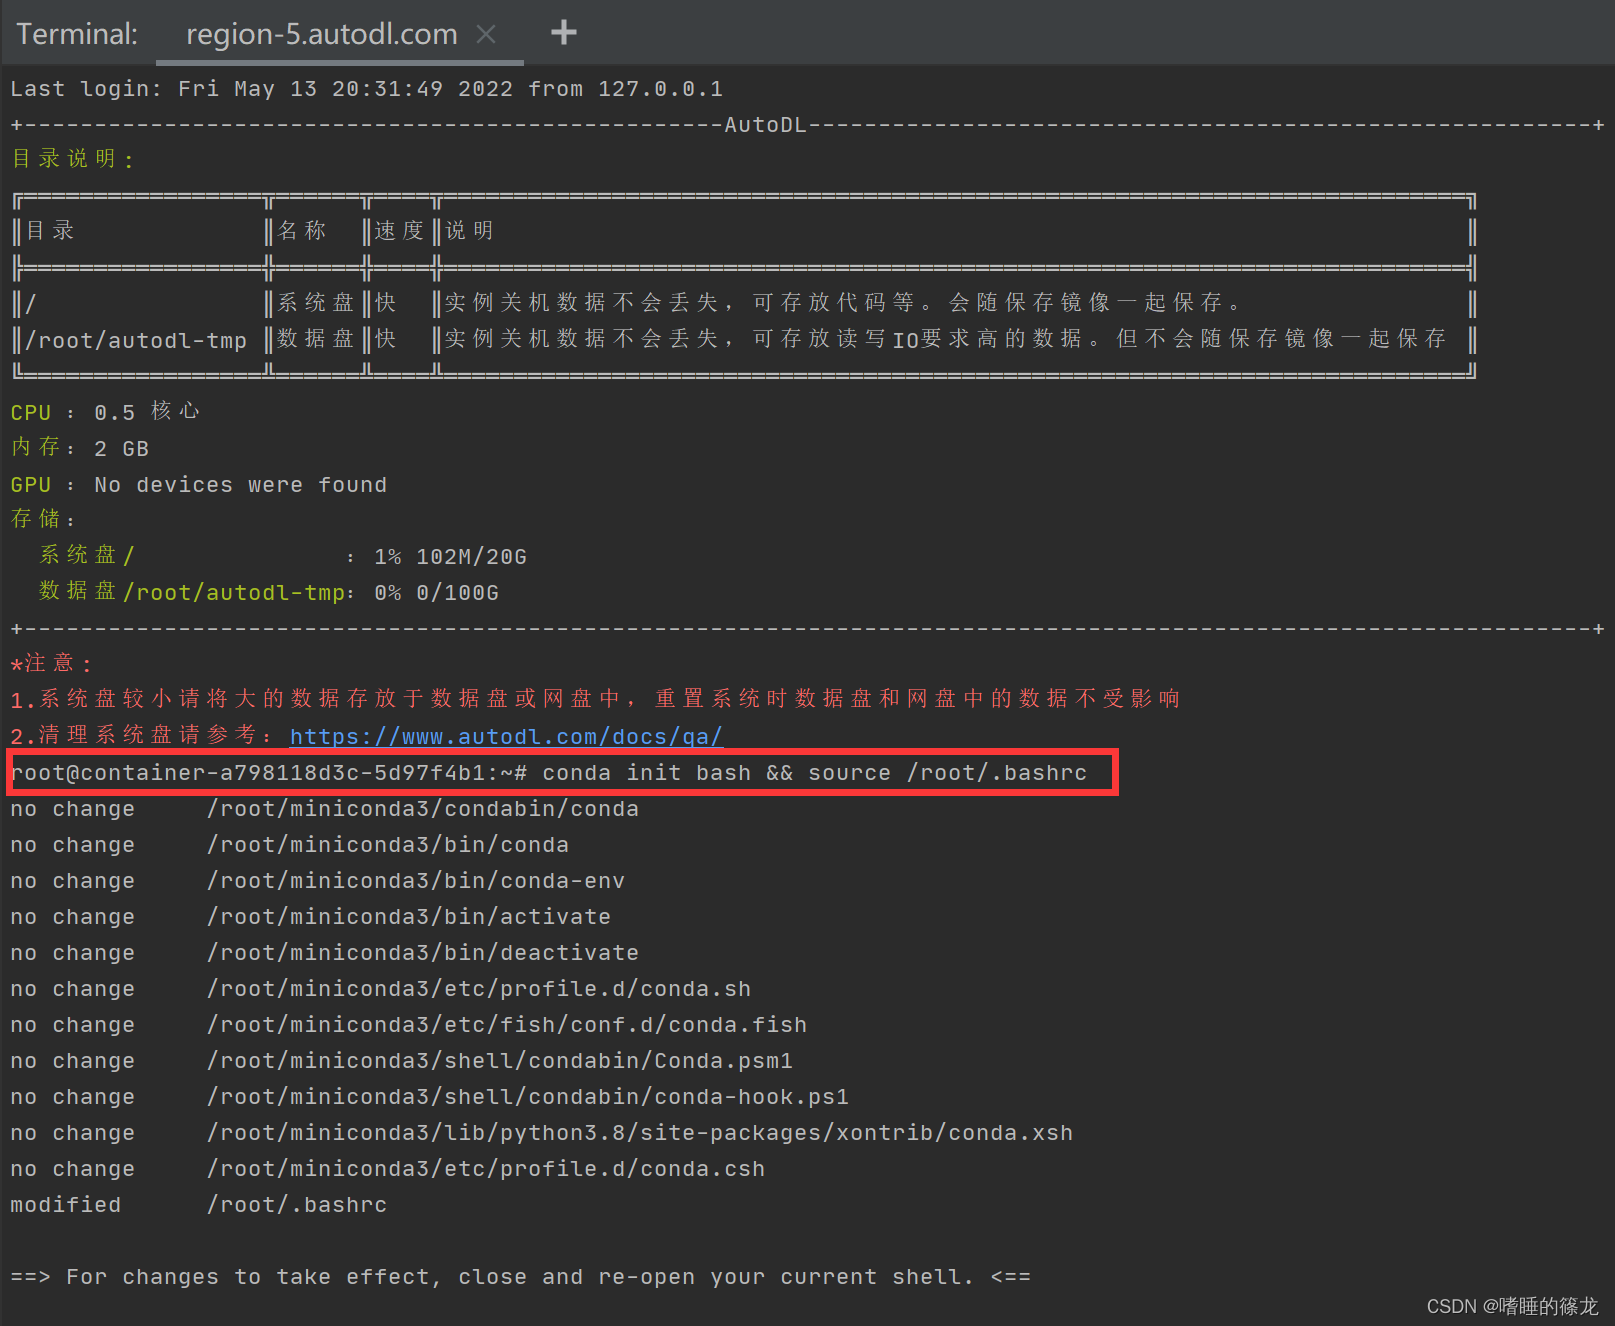 Terminal: region-5.autodl.com × +
Last login: Fri May 13 20:31:49 2022 from 127.0.0.1
+--------------------------------------------------AutoDL--------------------------------------------------------+
目录说明:
╔═════════════════╦══════╦════╦═════════════════════════════════════════════════════════════════════════╗
║目录 ║名称 ║速度║说明 ║
╠═════════════════╬══════╬════╬═════════════════════════════════════════════════════════════════════════╣
║/ ║系统盘║快 ║实例关机数据不会丢失，可存放代码等。会随保存镜像一起保存。 ║
║/root/autodl-tmp ║数据盘║快 ║实例关机数据不会丢失，可存放读写IO要求高的数据。但不会随保存镜像一起保存 ║
╚═════════════════╩══════╩════╩═════════════════════════════════════════════════════════════════════════╝
CPU : 0.5 核心
内存: 2 GB
GPU : No devices were found
存储:
系统盘/ : 1% 102M/20G
数据盘/root/autodl-tmp: 0% 0/100G
+----------------------------------------------------------------------------------------------------------------+
*注意:
1.系统盘较小请将大的数据存放于数据盘或网盘中，重置系统时数据盘和网盘中的数据不受影响
2.清理系统盘请参考: https://www.autodl.com/docs/qa/
root@container-a798118d3c-5d97f4b1:~# conda init bash && source /root/.bashrc
no change /root/miniconda3/condabin/conda
no change /root/miniconda3/bin/conda
no change /root/miniconda3/bin/conda-env
no change /root/miniconda3/bin/activate
no change /root/miniconda3/bin/deactivate
no change /root/miniconda3/etc/profile.d/conda.sh
no change /root/miniconda3/etc/fish/conf.d/conda.fish
no change /root/miniconda3/shell/condabin/Conda.psm1
no change /root/miniconda3/shell/condabin/conda-hook.ps1
no change /root/miniconda3/lib/python3.8/site-packages/xontrib/conda.xsh
no change /root/miniconda3/etc/profile.d/conda.csh
modified /root/.bashrc
==> For changes to take effect, close and re-open your current shell. <==
CSDN @嗜睡的篠龙